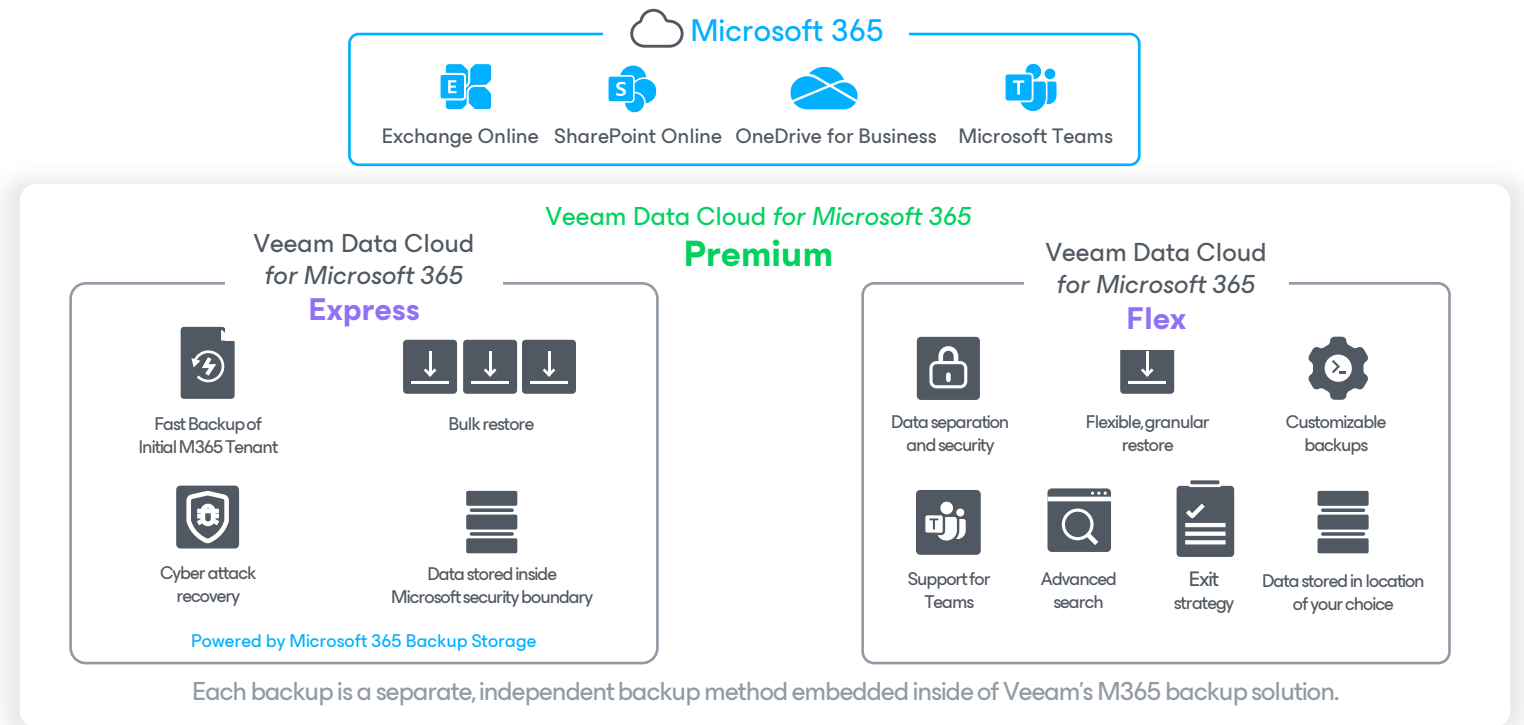 Microsoft 365
E
S
T
Exchange Online
SharePoint Online
OneDrive for Business
Microsoft Teams
Veeam Data Cloud for Microsoft 365
Premium
Veeam Data Cloud
for Microsoft 365
Express
Fast Backup of
Initial M365 Tenant
Bulk restore
Cyber attack
recovery
Data stored inside
Microsoft security boundary
Powered by Microsoft 365 Backup Storage
Veeam Data Cloud
for Microsoft 365
Flex
Data separation
and security
Flexible, granular
restore
Customizable
backups
T
Support for
Teams
Advanced
search
Exit
strategy
Data stored in location
of your choice
Each backup is a separate, independent backup method embedded inside of Veeam's M365 backup solution.